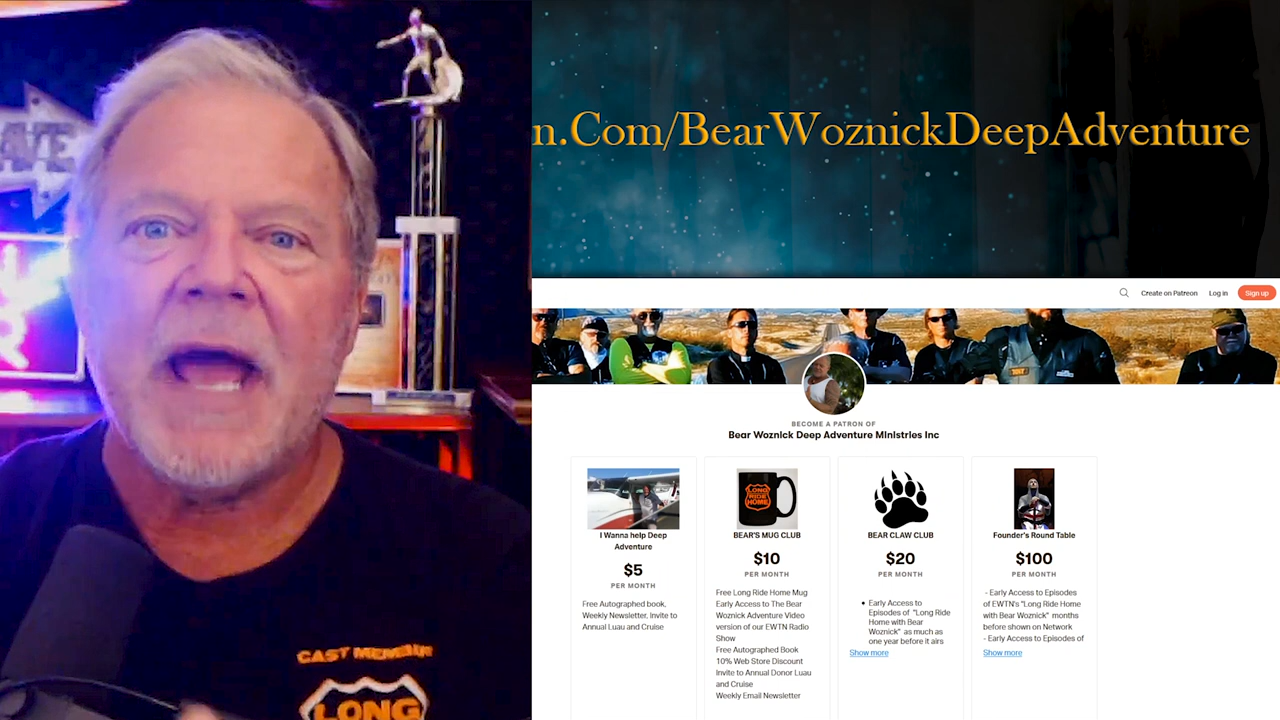 AVE
CAST MEMBER
LONG
n.Com/BearWoznickDeepAdventure
Create on Patreon Log in Sign up
BECOME A PATRON OF
Bear Woznick Deep Adventure Ministries Inc
I Wanna help Deep
Adventure
$5
PER MONTH
Free Autographed book,
Weekly Newsletter, Invite to
Annual Luau and Cruise
LONG
RIDE
HOME
BEAR'S MUG CLUB
$10
PER MONTH
Free Long Ride Home Mug
Early Access to The Bear
Woznick Adventure Video
version of our EWTN Radio
Show
Free Autographed Book
10% Web Store Discount
Invite to Annual Donor Luau
and Cruise
Weekly Email Newsletter
BEAR CLAW CLUB
$20
PER MONTH
• Early Access to
Episodes of "Long Ride
Home with Bear
Woznick" as much as
one year before it airs
Show more
Founder's Round Table
$100
PER MONTH
- Early Access to Episodes
of EWTN's "Long Ride Home
with Bear Woznick" months
before shown on Network
- Early Access to Episodes of
Show more